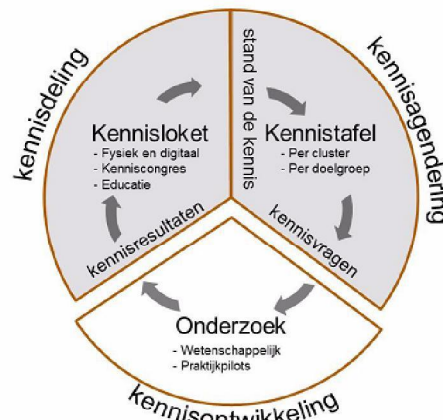 kennisdeling
stand van de kennis
kennisagendering
Kennisloket
- Fysiek en digitaal
- Kenniscongres
- Educatie
Kennistafel
- Per cluster
- Per doelgroep
kennisresultaten
kennisvragen
Onderzoek
- Wetenschappelijk
- Praktijkpilots
kennisontwikkeling